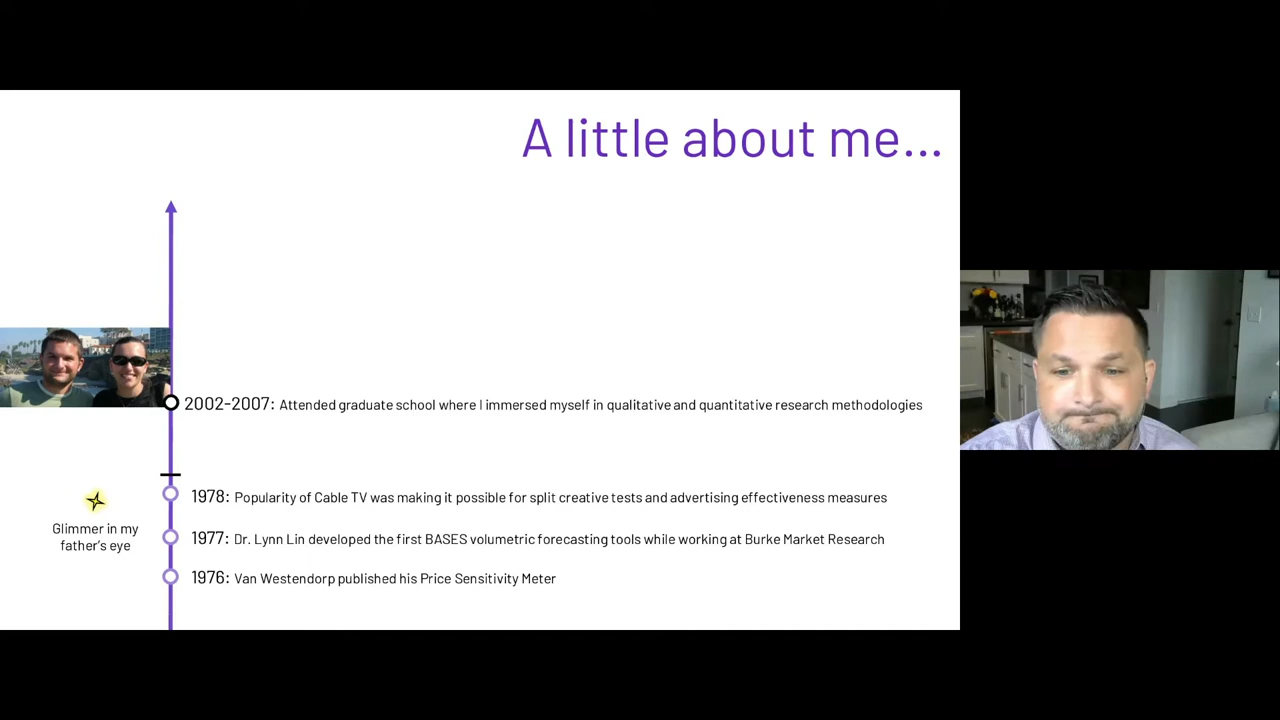 A little about me...
2002-2007: Attended graduate school where I immersed myself in qualitative and quantitative research methodologies
1978: Popularity of Cable TV was making it possible for split creative tests and advertising effectiveness measures
Glimmer in my
father's eye
1977: Dr. Lynn Lin developed the first BASES volumetric forecasting tools while working at Burke Market Research
1976: Van Westendorp published his Price Sensitivity Meter